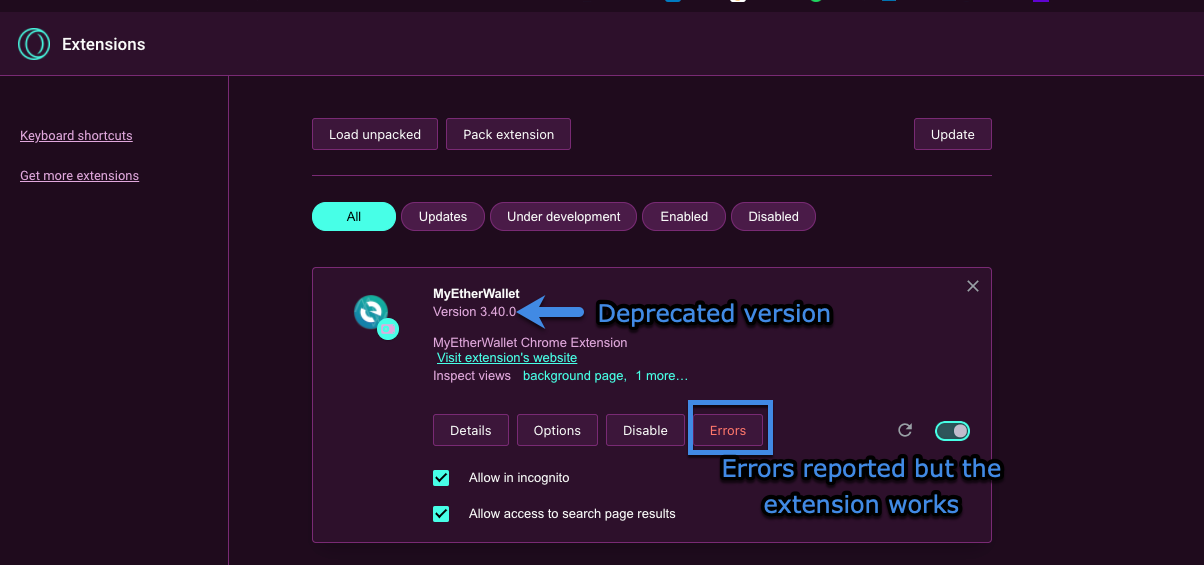 Extensions
Keyboard shortcuts
Get more extensions
Load unpacked
Pack extension
Update
All
Updates
Under development
Enabled
Disabled
MyEtherWallet
Version 3.40.0
Deprecated version
MyEtherWallet Chrome Extension
Visit extension's website
Inspect views background page, 1 more…
Details
Options
Disable
Errors
Errors reported but the
extension works
Allow in incognito
Allow access to search page results